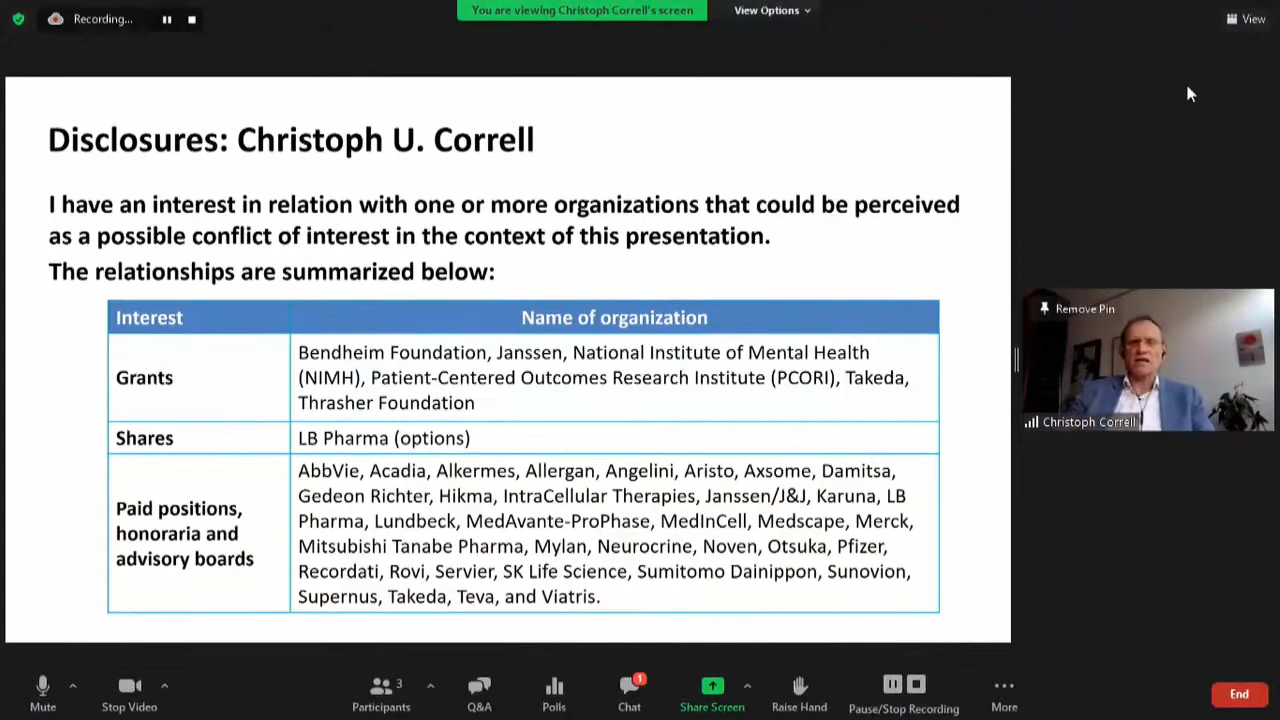 Recording...
You are viewing Christoph Correll's screen
View Options
View
Disclosures: Christoph U. Correll
I have an interest in relation with one or more organizations that could be perceived
as a possible conflict of interest in the context of this presentation.
The relationships are summarized below:
Interest
Name of organization
Grants
Bendheim Foundation, Janssen, National Institute of Mental Health
(NIMH), Patient-Centered Outcomes Research Institute (PCORI), Takeda,
Thrasher Foundation
Shares
LB Pharma (options)
Paid positions,
honoraria and
advisory boards
AbbVie, Acadia, Alkermes, Allergan, Angelini, Aristo, Axsome, Damitsa,
Gedeon Richter, Hikma, IntraCellular Therapies, Janssen/J&J, Karuna, LB
Pharma, Lundbeck, MedAvante-ProPhase, MedInCell, Medscape, Merck,
Mitsubishi Tanabe Pharma, Mylan, Neurocrine, Noven, Otsuka, Pfizer,
Recordati, Rovi, Servier, SK Life Science, Sumitomo Dainippon, Sunovion,
Supernus, Takeda, Teva, and Viatris.
Remove Pin
Christoph Correll
Mute
Stop Video
3
Participants
Q&A
Polls
1
Chat
Share Screen
Raise Hand
Pause/Stop Recording
More
End